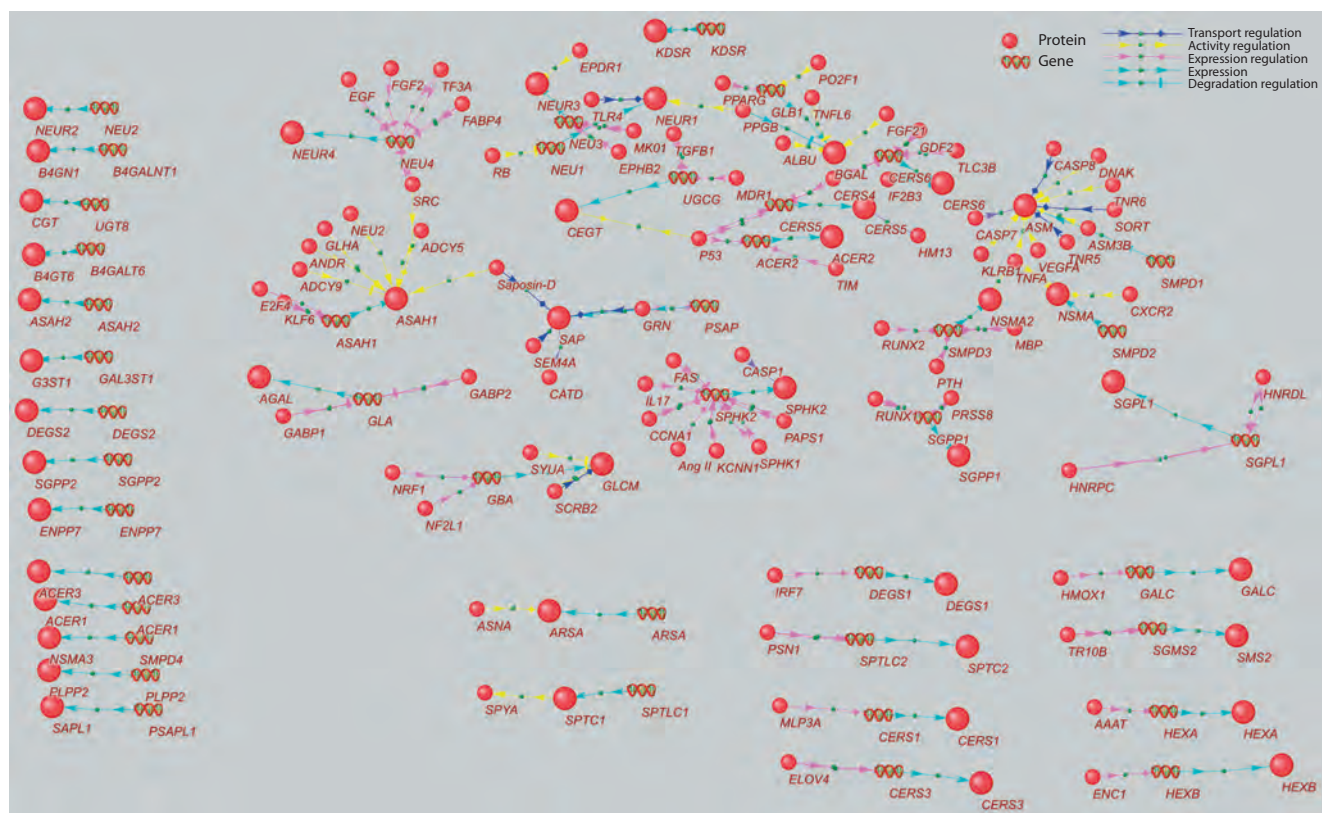 KDSR
KDSR
Protein
Gene
Transport regulation
Activity regulation
Expression regulation
Expression
Degradation regulation
NEUR2
NEU2
B4GN1
B4GALNT1
CGT
UGT8
B4GT6
B4GALT6
ASAH2
ASAH2
G3ST1
GAL3ST1
DEGS2
DEGS2
SGPP2
SGPP2
ENPP7
ENPP7
ACER3
ACER3
ACER1
ACER1
NSMA3
SMPD4
PLPP2
PLPP2
SAPL1
PSAPL1
EGF
FGF2
TF3A
FABP4
NEUR4
NEU4
SRC
NEU2
GLHA
ANDR
ADCY9
ADCY5
E2F4
KLF6
ASAH1
ASAH1
EPDR1
NEUR3
TLR4
NEUR1
NEU3
MK01
RB
NEU1
EPHB2
TGFB1
PPARG
PO2F1
GLB1
TNFL6
PPGB
ALBU
BGAL
FGF21
GDF2
TLC3B
CERS6
IF2B3
CERS6
UGCG
MDR1
CERS4
CEGT
CERS5
CERS5
P53
HM13
ACER2
ACER2
TIM
CASP8
DNAK
TNR6
SORT
CASP7
ASM
ASM3B
TNR5
VEGFA
KLRB1
TNFA
SMPD1
NSMA2
NSMA
CXCR2
SMPD2
RUNX2
SMPD3
MBP
PTH
Saposin-D
SAP
GRN
PSAP
SEM4A
CATD
AGAL
GABP2
GABP1
GLA
FAS
CASP1
IL17
SPHK2
SPHK2
CCNA1
PAPS1
Ang II
KCNN1
SPHK1
RUNX1
PRSS8
SGPP1
SGPP1
SGPL1
HNRDL
SGPL1
HNRPC
SYUA
GLCM
NRF1
GBA
SCRB2
NF2L1
ASNA
ARSA
ARSA
SPYA
SPTC1
SPTLC1
IRF7
DEGS1
DEGS1
PSN1
SPTLC2
SPTC2
MLP3A
CERS1
CERS1
ELOV4
CERS3
CERS3
HMOX1
GALC
GALC
TR10B
SGMS2
SMS2
AAAT
HEXA
HEXA
ENC1
HEXB
HEXB